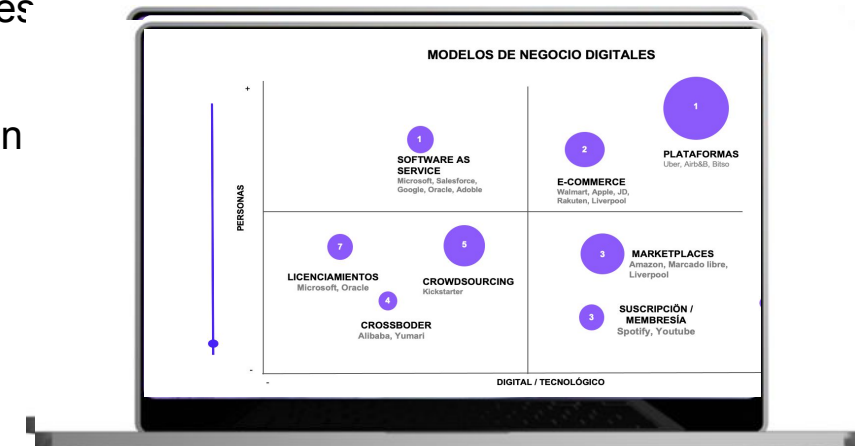 es
n
MODELOS DE NEGOCIO DIGITALES
+
PERSONAS
1
SOFTWARE AS
SERVICE
Microsoft, Salesforce,
Google, Oracle, Adoble
2
E-COMMERCE
Walmart, Apple, JD,
Rakuten, Liverpool
1
PLATAFORMAS
Uber, Airb&B, Bitso
7
LICENCIAMIENTOS
Microsoft, Oracle
5
CROWDSOURCING
Kickstarter
4
CROSSBODER
Alibaba, Yumari
3
MARKETPLACES
Amazon, Marcado libre,
Liverpool
3
SUSCRIPCIÖN /
MEMBRESÍA
Spotify, Youtube
-
-
DIGITAL / TECNOLÓGICO